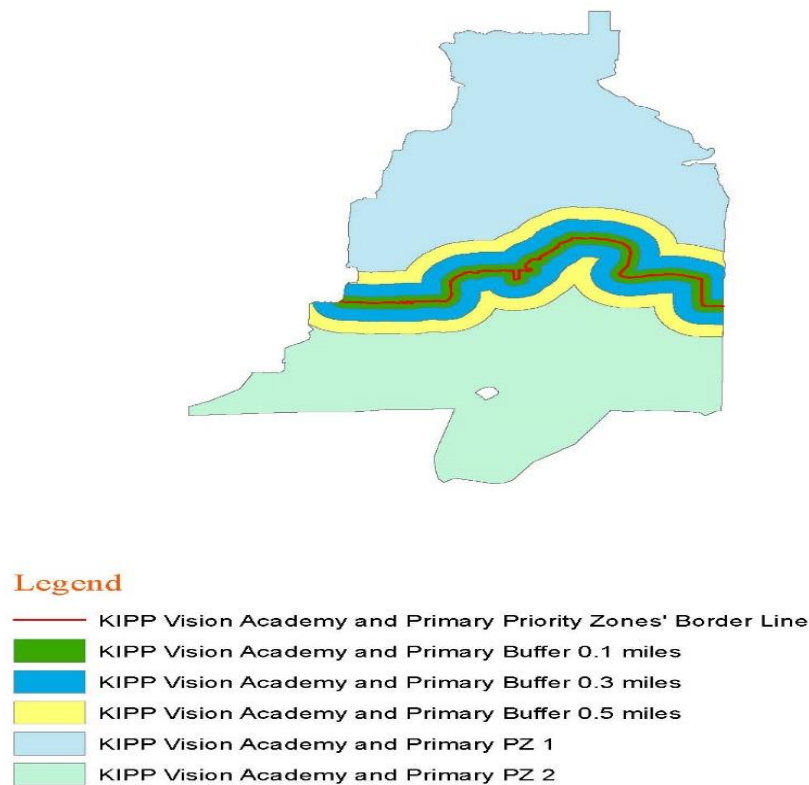 Legend
KIPP Vision Academy and Primary Priority Zones' Border Line
KIPP Vision Academy and Primary Buffer 0.1 miles
KIPP Vision Academy and Primary Buffer 0.3 miles
KIPP Vision Academy and Primary Buffer 0.5 miles
KIPP Vision Academy and Primary PZ 1
KIPP Vision Academy and Primary PZ 2